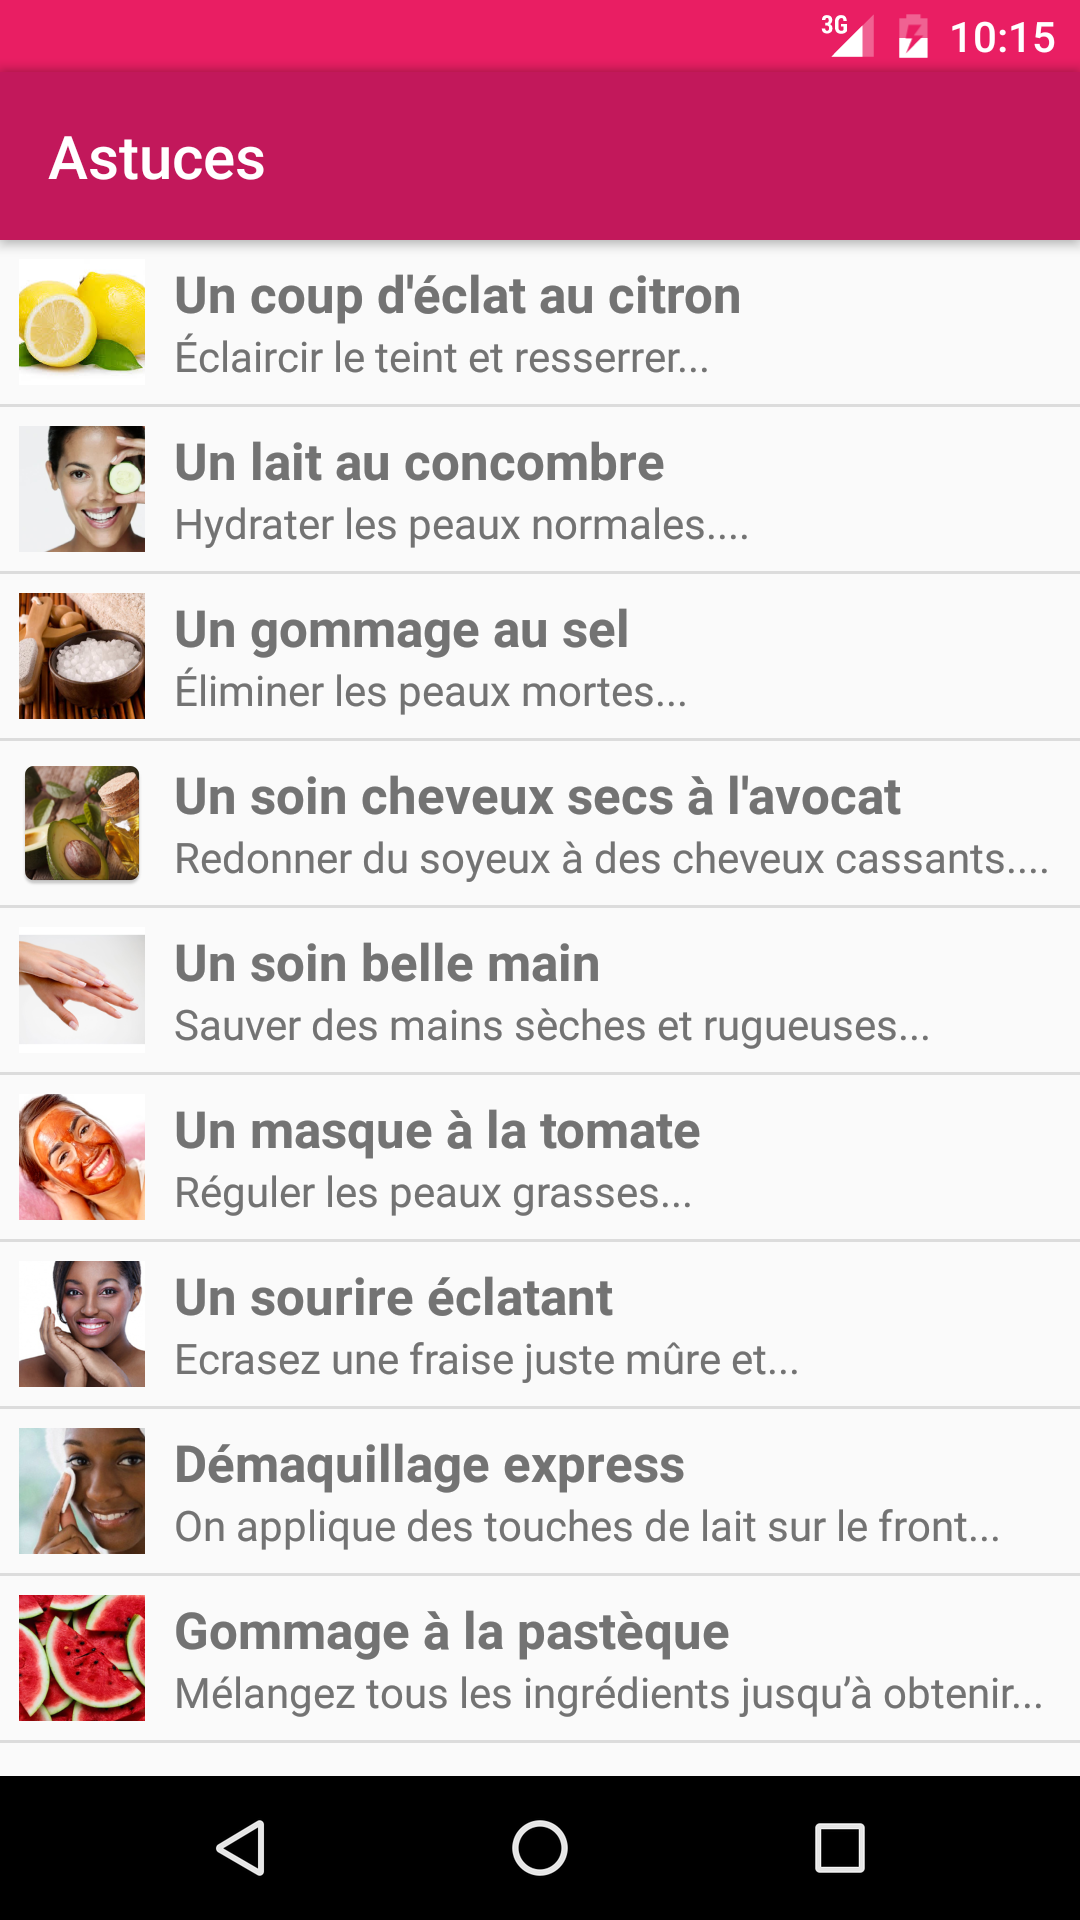 3G 10:15
Astuces
Un coup d'éclat au citron
Éclaircir le teint et resserrer...
Un lait au concombre
Hydrater les peaux normales....
Un gommage au sel
Éliminer les peaux mortes...
Un soin cheveux secs à l'avocat
Redonner du soyeux à des cheveux cassants....
Un soin belle main
Sauver des mains sèches et rugueuses...
Un masque à la tomate
Réguler les peaux grasses...
Un sourire éclatant
Ecrasez une fraise juste mûre et...
Démaquillage express
On applique des touches de lait sur le front...
Gommage à la pastèque
Mélangez tous les ingrédients jusqu’à obtenir...